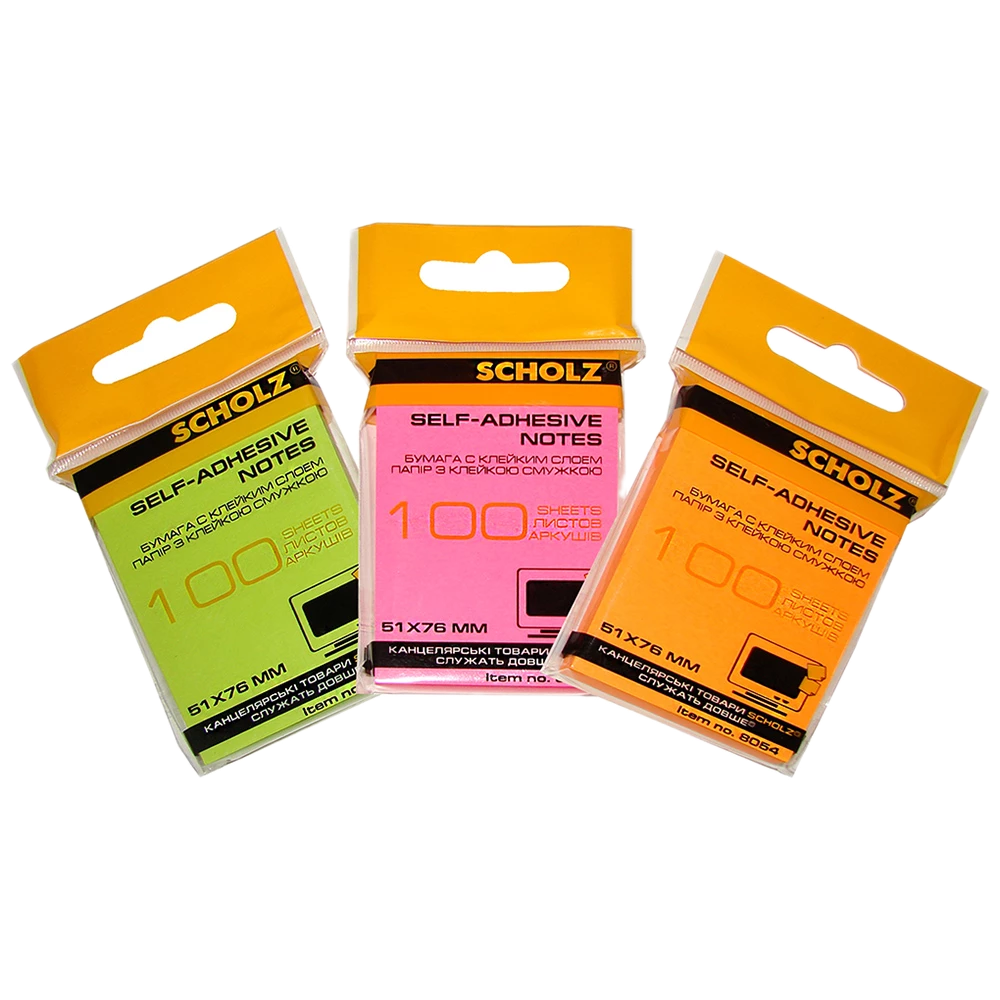 SCHOLZ
SELF-ADHESIVE
NOTES
БУМАГА С КЛЕЙКИМ СЛОЕМ
ПАПІР З КЛЕЙКОЮ СМУЖКОЮ
100 SHEETS
ЛИСТОВ
АРКУШІВ
51X76 MM
КАНЦЕЛЯРСЬКІ ТОВАРИ S
СЛУЖАТЬ ДОВШЕ
Item no.
SCHOLZ®
SELF-ADHESIVE
NOTES
БУМАГА С КЛЕЙКИМ СЛОЕМ
ПАПІР З КЛЕЙКОЮ СМУЖКОЮ
100 SHEETS
ЛИСТОВ
АРКУШІВ
51X76 MM
КАНЦЕЛЯРСЬКІ ТОВАРИ
СЛУЖАТЬ ДОВШЕ
Item no.
SCHOLZ®
SELF-ADHESIVE
NOTES
БУМАГА С КЛЕЙКИМ СЛОЕМ
ПАПІР З КЛЕЙКОЮ СМУЖКОЮ
100 SHEETS
ЛИСТОВ
АРКУШІВ
51X76 MM
КАНЦЕЛЯРСЬКІ ТОВАРИ SCHOLZ®
СЛУЖАТЬ ДОВШЕ®
Item no. 8054